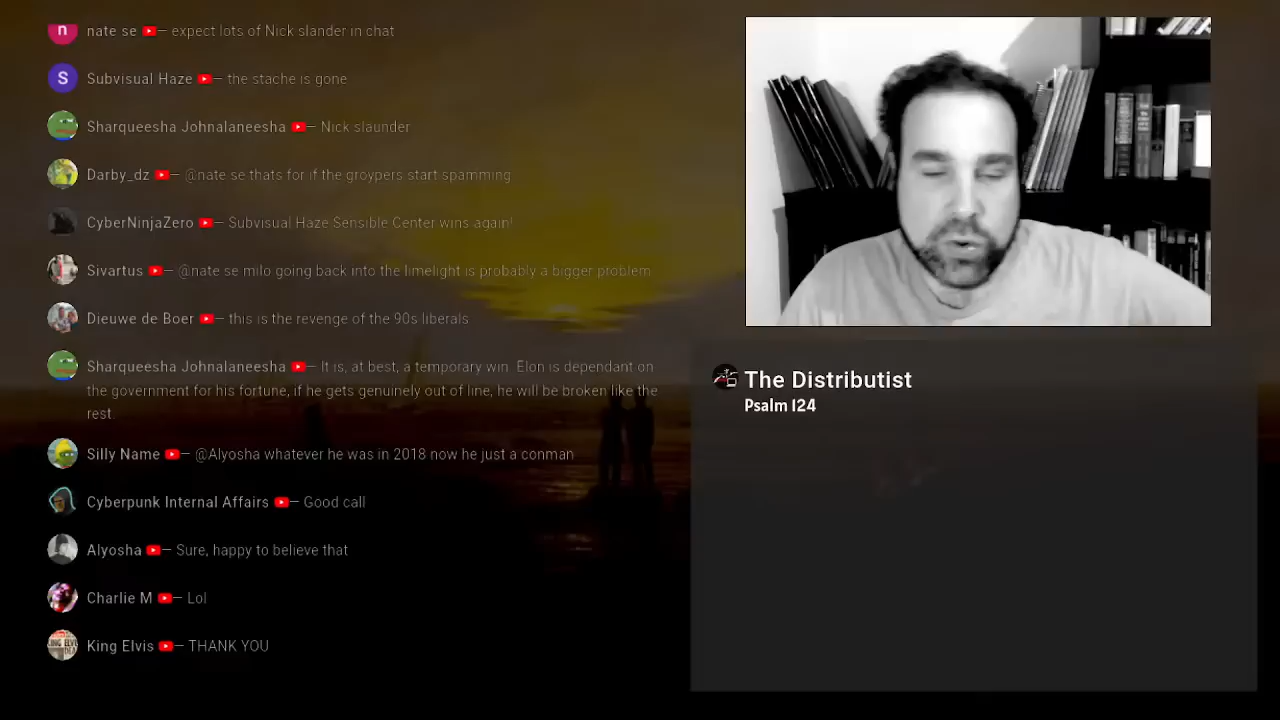 nate se — expect lots of Nick slander in chat
Subvisual Haze — the stache is gone
Sharqueesha Johnalaneesha — Nick slaunder
Darby_dz — @nate se thats for if the groypers start spamming
CyberNinjaZero — Subvisual Haze Sensible Center wins again!
Sivartus — @nate se milo going back into the limelight is probably a bigger problem
Dieuwe de Boer — this is the revenge of the 90s liberals
Sharqueesha Johnalaneesha — It is, at best, a temporary win. Elon is dependant on
the government for his fortune, if he gets genuinely out of line, he will be broken like the
rest.
Silly Name — @Alyosha whatever he was in 2018 now he just a conman
Cyberpunk Internal Affairs — Good call
Alyosha — Sure, happy to believe that
Charlie M — Lol
King Elvis — THANK YOU
The Distributist
Psalm 124